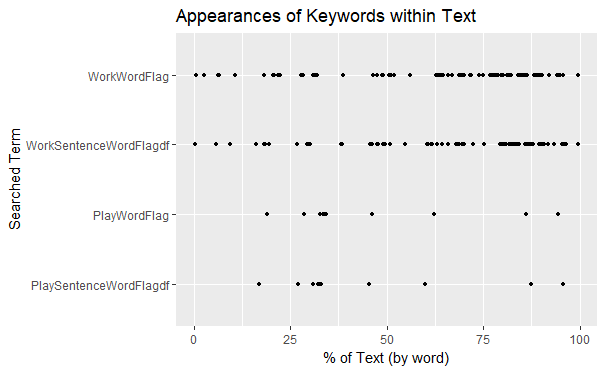 Appearances of Keywords within Text
Searched Term
WorkWordFlag
WorkSentenceWordFlagdf
PlayWordFlag
PlaySentenceWordFlagdf
0 25 50 75 100
% of Text (by word)